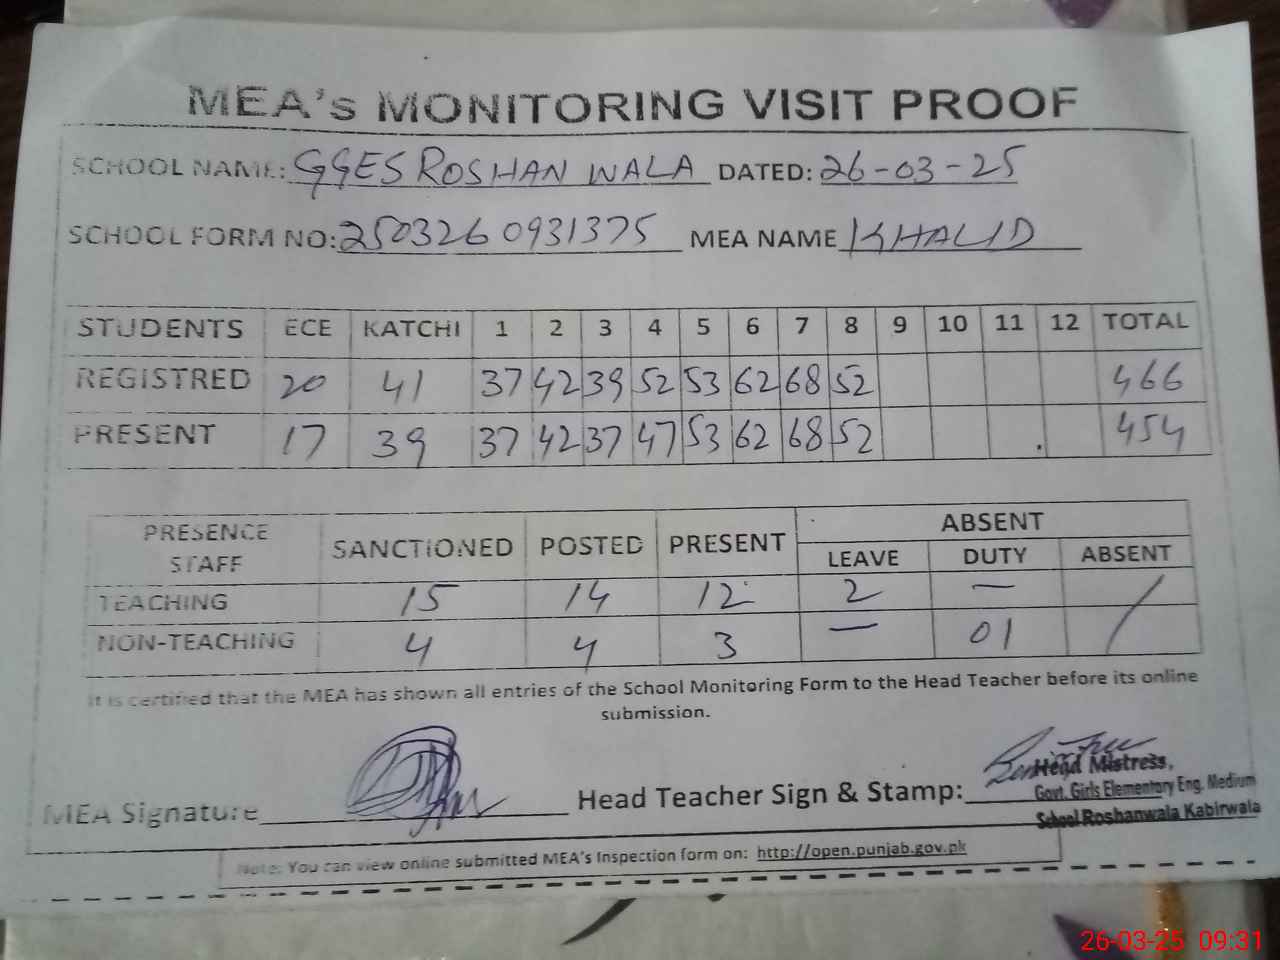 MEA's MONITORING VISIT PROOF
SCHOOL NAME: GGES ROSHAN WALA DATED: 26-03-25
SCHOOL FORM NO: 2503260931375 MEA NAME KHALID
STUDENTS ECE KATCHI 1 2 3 4 5 6 7 8 9 10 11 12 TOTAL
REGISTRED 20 41 37 42 39 52 53 62 68 52 466
PRESENT 17 39 37 42 37 47 53 62 68 52 454
PRESENCE STAFF SANCTIONED POSTED PRESENT ABSENT
LEAVE DUTY ABSENT
TEACHING 15 14 12 2 — /
NON-TEACHING 4 4 3 — 01 /
It is certified that the MEA has shown all entries of the School Monitoring Form to the Head Teacher before its online
submission.
MEA Signature Head Teacher Sign & Stamp:
Head Mistress,
Govt. Girls Elementary Eng. Medium
School Roshanwala Kabirwala
Note: You can view online submitted MEA's Inspection form on: http://open.punjab.gov.pk
26-03-25 09:31